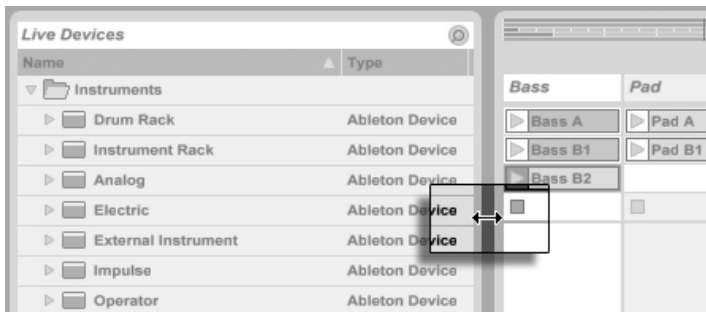 Live Devices
Name Type
Instruments
Drum Rack Ableton Device
Instrument Rack Ableton Device
Analog Ableton Device
Electric Ableton Device
External Instrument Ableton Device
Impulse Ableton Device
Operator Ableton Device
Bass Pad
Bass A Pad A
Bass B1 Pad B1
Bass B2